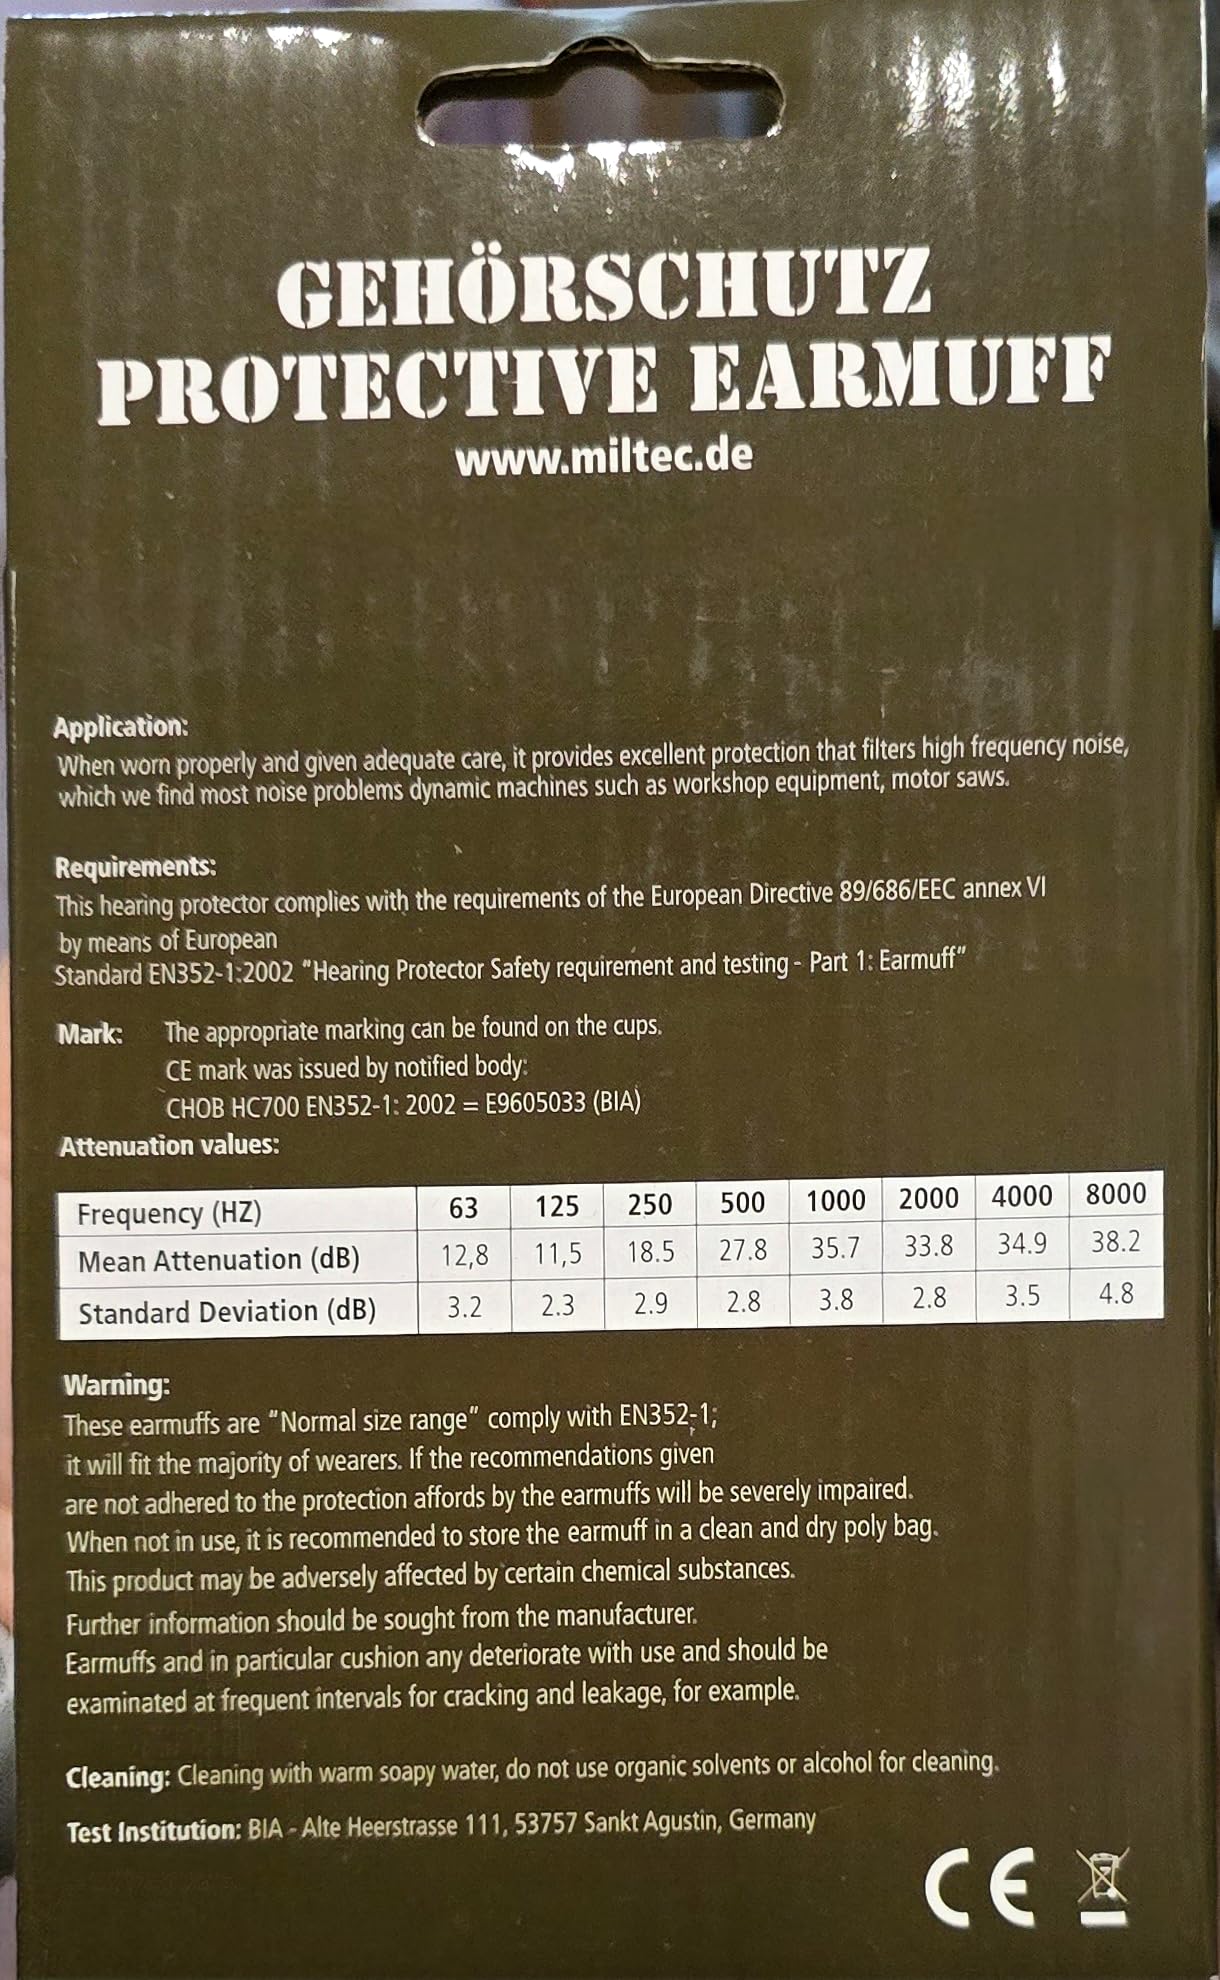 GEHÖRSCHUTZ
PROTECTIVE EARMUFF
www.miltec.de
Application:
When worn properly and given adequate care, it provides excellent protection that filters high frequency noise,
which we find most noise problems dynamic machines such as workshop equipment, motor saws.
Requirements:
This hearing protector complies with the requirements of the European Directive 89/686/EEC annex VI
by means of European
Standard EN352-1:2002 "Hearing Protector Safety requirement and testing - Part 1: Earmuff"
Mark: The appropriate marking can be found on the cups.
CE mark was issued by notified body:
CHOB HC700 EN352-1: 2002 = E9605033 (BIA)
Attenuation values:
Frequency (HZ) 63 125 250 500 1000 2000 4000 8000
Mean Attenuation (dB) 12,8 11,5 18.5 27.8 35.7 33.8 34.9 38.2
Standard Deviation (dB) 3.2 2.3 2.9 2.8 3.8 2.8 3.5 4.8
Warning:
These earmuffs are "Normal size range" comply with EN352-1;
it will fit the majority of wearers. If the recommendations given
are not adhered to the protection affords by the earmuffs will be severely impaired.
When not in use, it is recommended to store the earmuff in a clean and dry poly bag.
This product may be adversely affected by certain chemical substances.
Further information should be sought from the manufacturer.
Earmuffs and in particular cushion any deteriorate with use and should be
examinated at frequent intervals for cracking and leakage, for example.
Cleaning: Cleaning with warm soapy water, do not use organic solvents or alcohol for cleaning.
Test Institution: BIA - Alte Heerstrasse 111, 53757 Sankt Agustin, Germany
CE